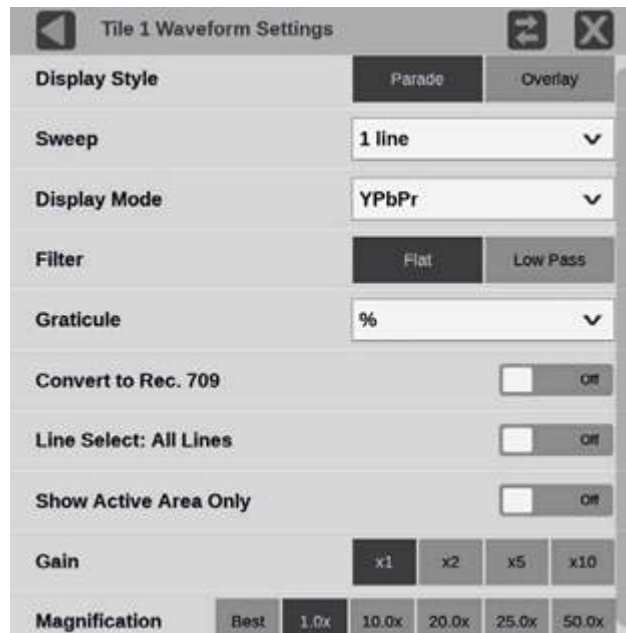 Tile 1 Waveform Settings
Display Style Parade Overlay
Sweep 1 line
Display Mode YPbPr
Filter Flat Low Pass
Graticule %
Convert to Rec. 709 Off
Line Select: All Lines Off
Show Active Area Only Off
Gain x1 x2 x5 x10
Magnification Best 1.0x 10.0x 20.0x 25.0x 50.0x